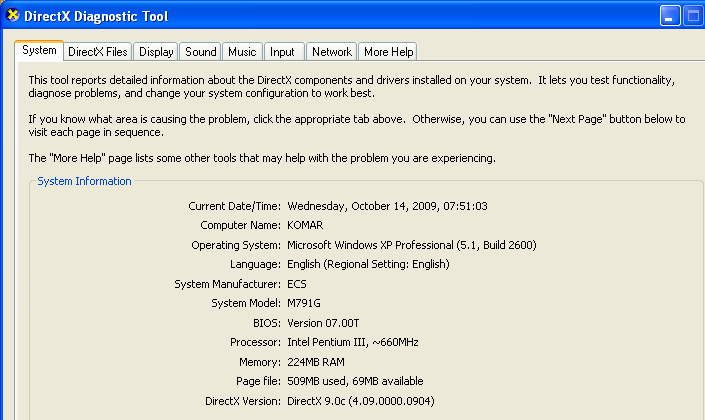 DirectX Diagnostic Tool
System DirectX Files Display Sound Music Input Network More Help
This tool reports detailed information about the DirectX components and drivers installed on your system. It lets you test functionality,
diagnose problems, and change your system configuration to work best.
If you know what area is causing the problem, click the appropriate tab above. Otherwise, you can use the "Next Page" button below to
visit each page in sequence.
The "More Help" page lists some other tools that may help with the problem you are experiencing.
System Information
Current Date/Time: Wednesday, October 14, 2009, 07:51:03
Computer Name: KOMAR
Operating System: Microsoft Windows XP Professional (5.1, Build 2600)
Language: English (Regional Setting: English)
System Manufacturer: ECS
System Model: M791G
BIOS: Version 07.00T
Processor: Intel Pentium III, ~660MHz
Memory: 224MB RAM
Page file: 509MB used, 69MB available
DirectX Version: DirectX 9.0c (4.09.0000.0904)